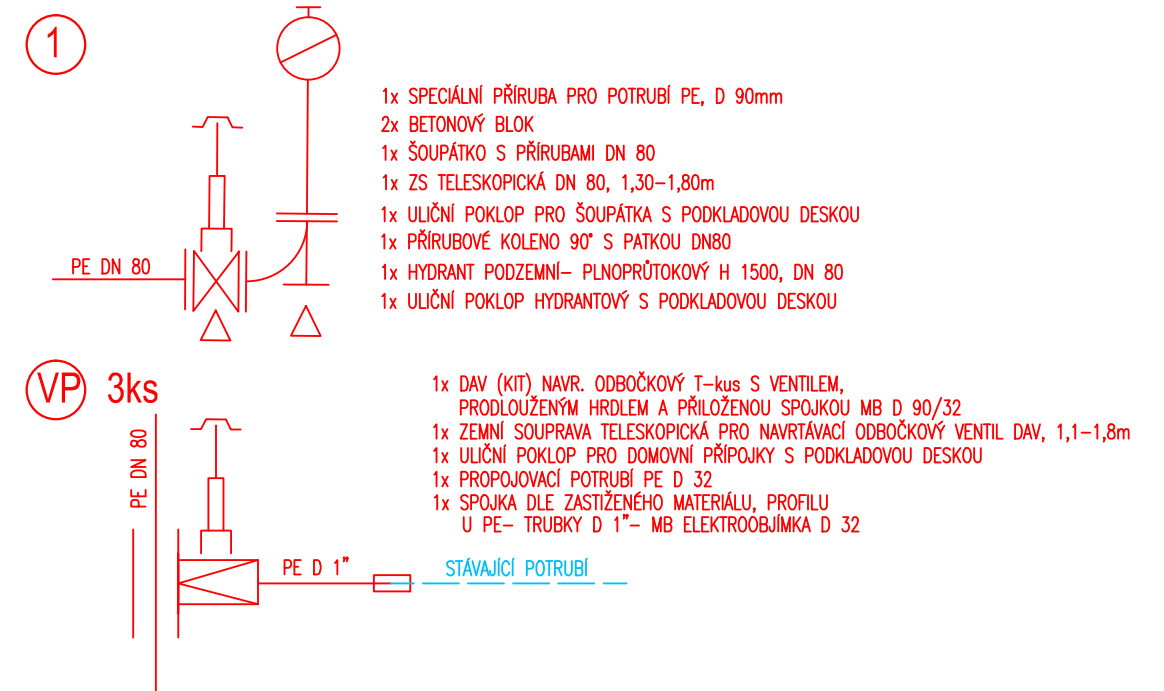 1
1x SPECIÁLNÍ PŘÍRUBA PRO POTRUBÍ PE, D 90mm
2x BETONOVÝ BLOK
1x ŠOUPÁTKO S PŘÍRUBAMI DN 80
1x ZS TELESKOPICKÁ DN 80, 1,30-1,80m
1x ULIČNÍ POKLOP PRO ŠOUPÁTKA S PODKLADOVOU DESKOU
1x PŘÍRUBOVÉ KOLENO 90° S PATKOU DN80
1x HYDRANT PODZEMNÍ- PLNOPRŮTOKOVÝ H 1500, DN 80
1x ULIČNÍ POKLOP HYDRANTOVÝ S PODKLADOVOU DESKOU
PE DN 80
VP 3ks
1x DAV (KIT) NAVR. ODBOČKOVÝ T-kus S VENTILEM,
PRODLOUŽENÝM HRDLEM A PŘILOŽENOU SPOJKOU MB D 90/32
1x ZEMNÍ SOUPRAVA TELESKOPICKÁ PRO NAVRTÁVACÍ ODBOČKOVÝ VENTIL DAV, 1,1-1,8m
1x ULIČNÍ POKLOP PRO DOMOVNÍ PŘÍPOJKY S PODKLADOVOU DESKOU
1x PROPOJOVACÍ POTRUBÍ PE D 32
1x SPOJKA DLE ZASTIŽENÉHO MATERIÁLU, PROFILU
U PE- TRUBKY D 1"- MB ELEKTROOBJÍMKA D 32
PE DN 80
PE D 1"
STÁVAJÍCÍ POTRUBÍ